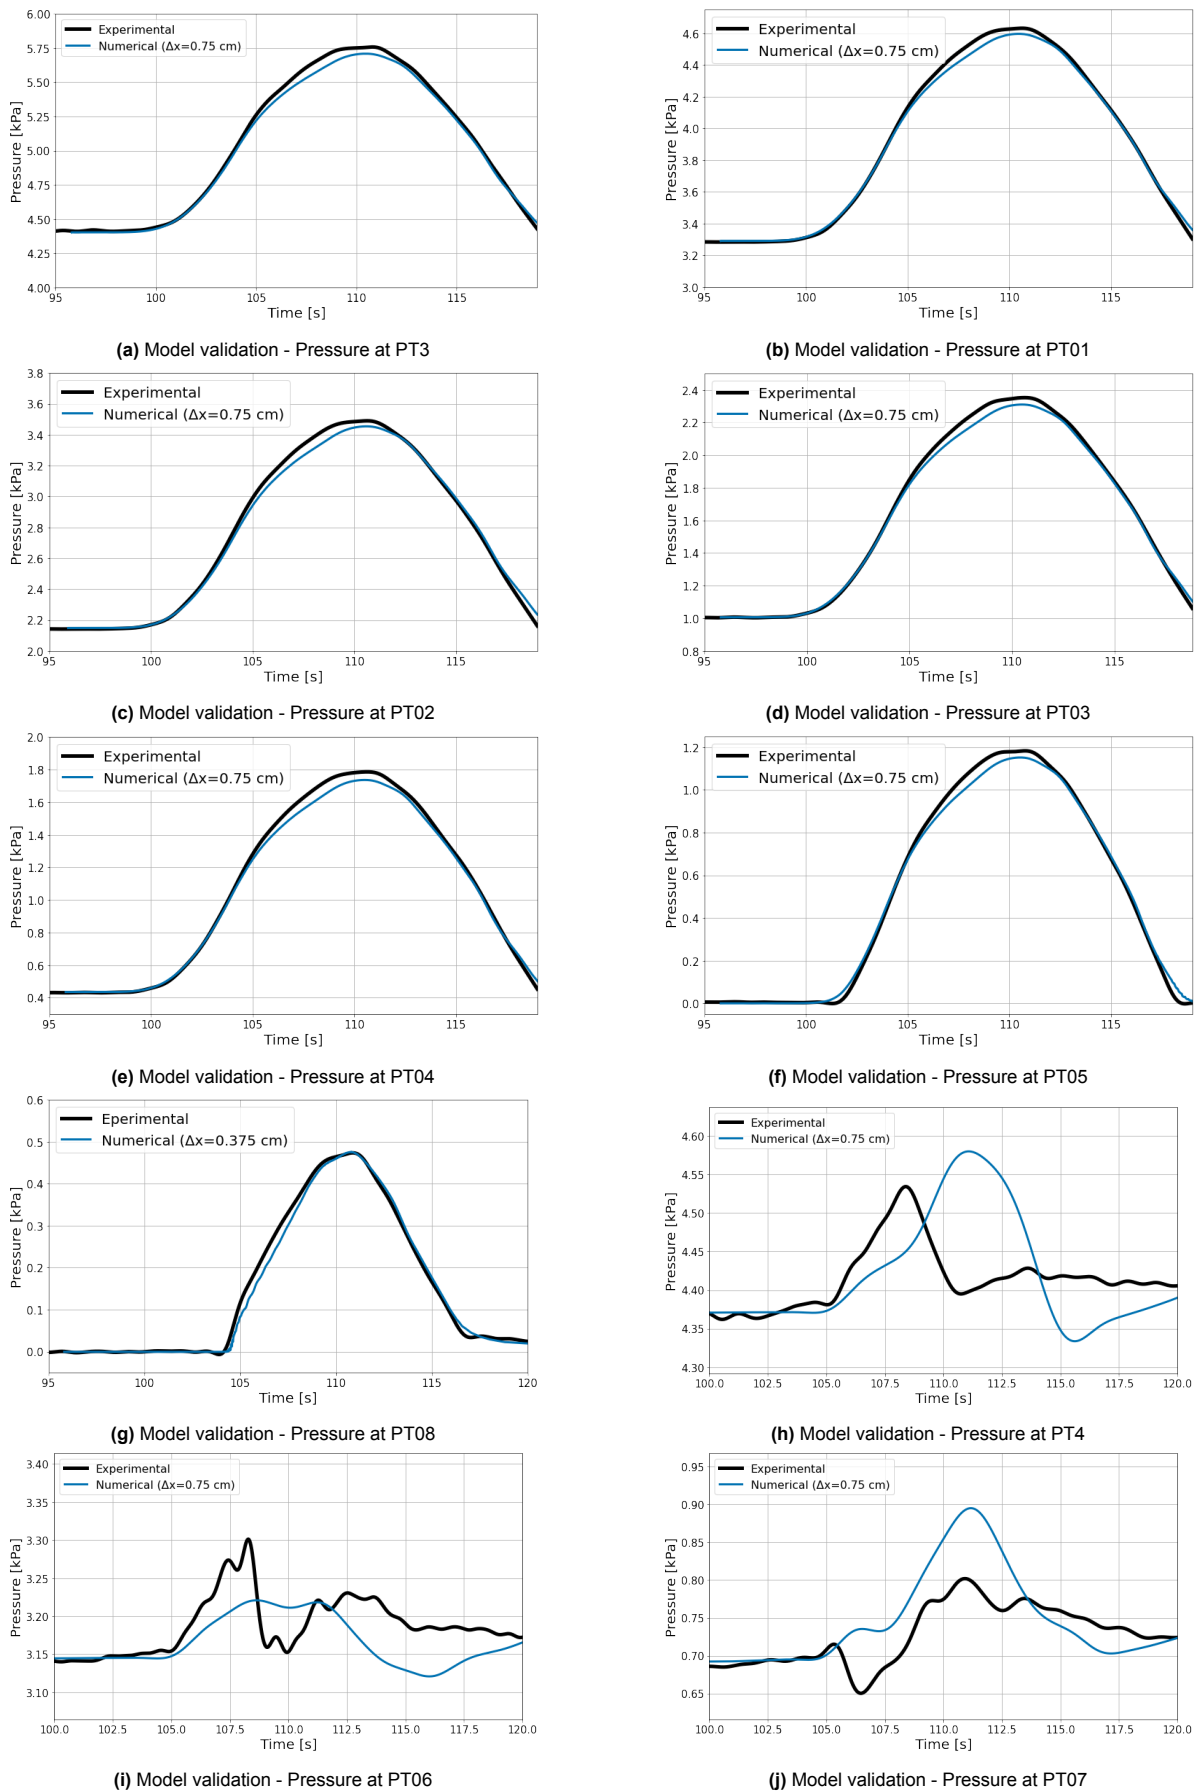 6.00
5.75
5.50
5.25
5.00
4.75
4.50
4.25
4.00
Pressure [kPa]
Experimental
Numerical (Δx=0.75 cm)
95 100 105 110 115
Time [s]
(a) Model validation - Pressure at PT3
4.6
4.4
4.2
4.0
3.8
3.6
3.4
3.2
3.0
Pressure [kPa]
Experimental
Numerical (Δx=0.75 cm)
95 100 105 110 115
Time [s]
(b) Model validation - Pressure at PT01
3.8
3.6
3.4
3.2
3.0
2.8
2.6
2.4
2.2
2.0
Pressure [kPa]
Experimental
Numerical (Δx=0.75 cm)
95 100 105 110 115
Time [s]
(c) Model validation - Pressure at PT02
2.4
2.2
2.0
1.8
1.6
1.4
1.2
1.0
0.8
Pressure [kPa]
Experimental
Numerical (Δx=0.75 cm)
95 100 105 110 115
Time [s]
(d) Model validation - Pressure at PT03
2.0
1.8
1.6
1.4
1.2
1.0
0.8
0.6
0.4
Pressure [kPa]
Experimental
Numerical (Δx=0.75 cm)
95 100 105 110 115
Time [s]
(e) Model validation - Pressure at PT04
1.2
1.0
0.8
0.6
0.4
0.2
0.0
Pressure [kPa]
Experimental
Numerical (Δx=0.75 cm)
95 100 105 110 115
Time [s]
(f) Model validation - Pressure at PT05
0.6
0.5
0.4
0.3
0.2
0.1
0.0
Pressure [kPa]
Eperimental
Numerical (Δx=0.375 cm)
95 100 105 110 115 120
Time [s]
(g) Model validation - Pressure at PT08
4.60
4.55
4.50
4.45
4.40
4.35
4.30
Pressure [kPa]
Experimental
Numerical (Δx=0.75 cm)
100.0 102.5 105.0 107.5 110.0 112.5 115.0 117.5 120.0
Time [s]
(h) Model validation - Pressure at PT4
3.40
3.35
3.30
3.25
3.20
3.15
3.10
Pressure [kPa]
Experimental
Numerical (Δx=0.75 cm)
100.0 102.5 105.0 107.5 110.0 112.5 115.0 117.5 120.0
Time [s]
(i) Model validation - Pressure at PT06
0.95
0.90
0.85
0.80
0.75
0.70
0.65
Pressure [kPa]
Experimental
Numerical (Δx=0.75 cm)
100.0 102.5 105.0 107.5 110.0 112.5 115.0 117.5 120.0
Time [s]
(j) Model validation - Pressure at PT07